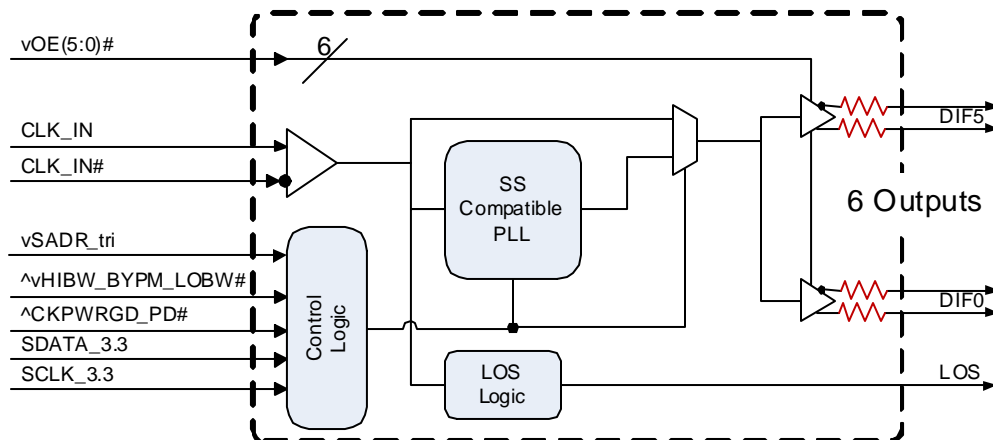 vOE(5:0)#
6
CLK_IN
CLK_IN#
vSADR_tri
^vHIBW_BYPM_LOBW#
^CKPWRGD_PD#
SDATA_3.3
SCLK_3.3
Control
Logic
SS
Compatible
PLL
LOS
Logic
DIF5
6 Outputs
DIF0
LOS